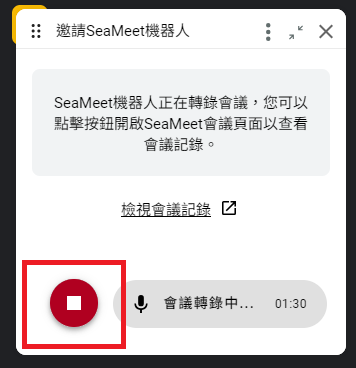 邀請SeaMeet機器人
SeaMeet機器人正在轉錄會議，您可以
點擊按鈕開啟SeaMeet會議頁面以查看
會議記錄。
檢視會議記錄
會議轉錄中... 01:30